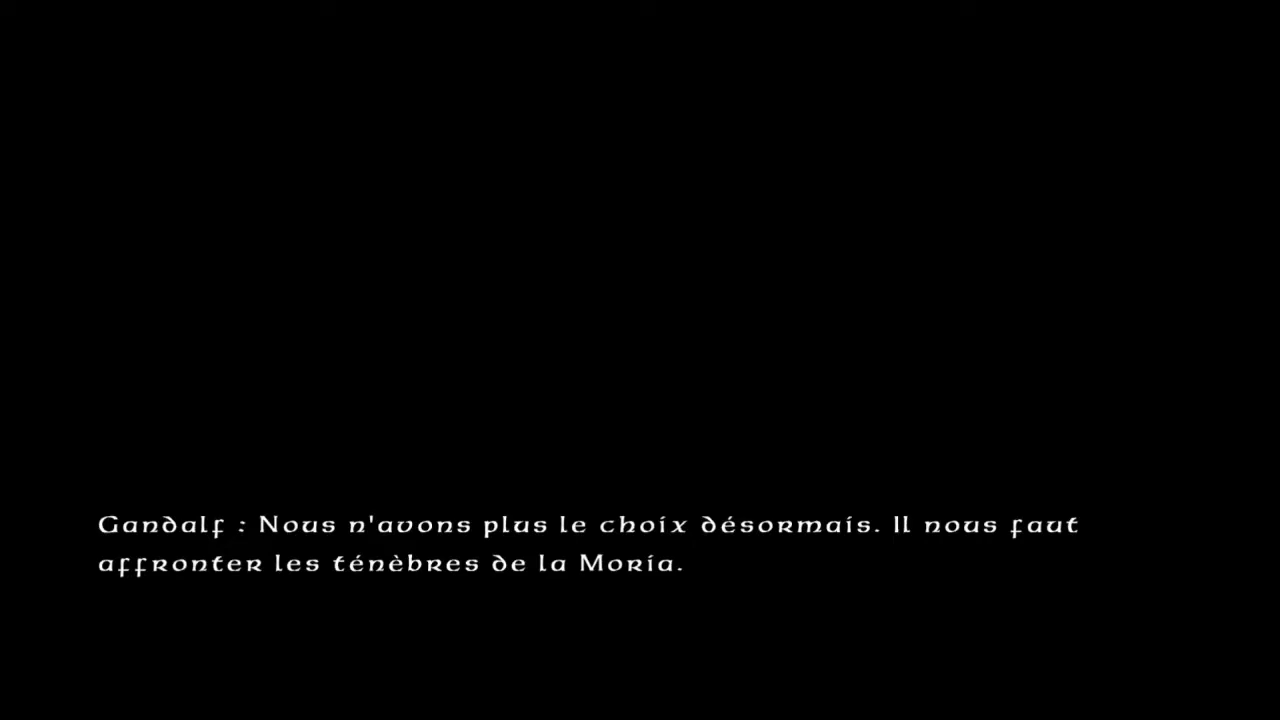 Gandalf : Nous n'avons plus le choix désormais. Il nous faut
affronter les ténèbres de la Moria.